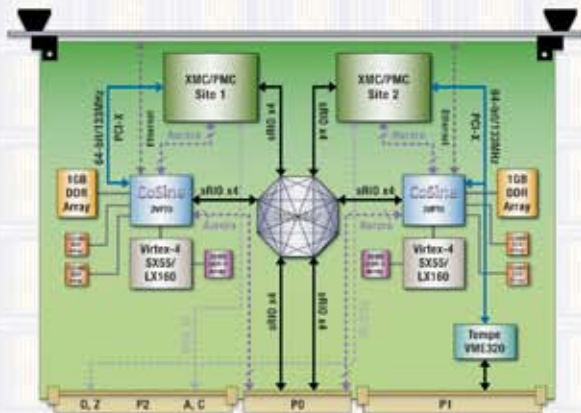 XMC/PMC
Site 1
XMC/PMC
Site 2
64-bit/133MHz
PCI-X
Ethernet
Aurora
sRIO x4
sRIO x4
Aurora
Ethernet
64-bit/133MHz
PCI-X
1GB
DDR
Array
CoSine
sRIO x4
sRIO x4
CoSine
1GB
DDR
Array
Aurora
Aurora
Virtex-4
SX55/
LX160
Virtex-4
SX55/
LX160
sRIO x4
sRIO x4
Tempe
VME320
O, Z
P2
A, C
P0
P1